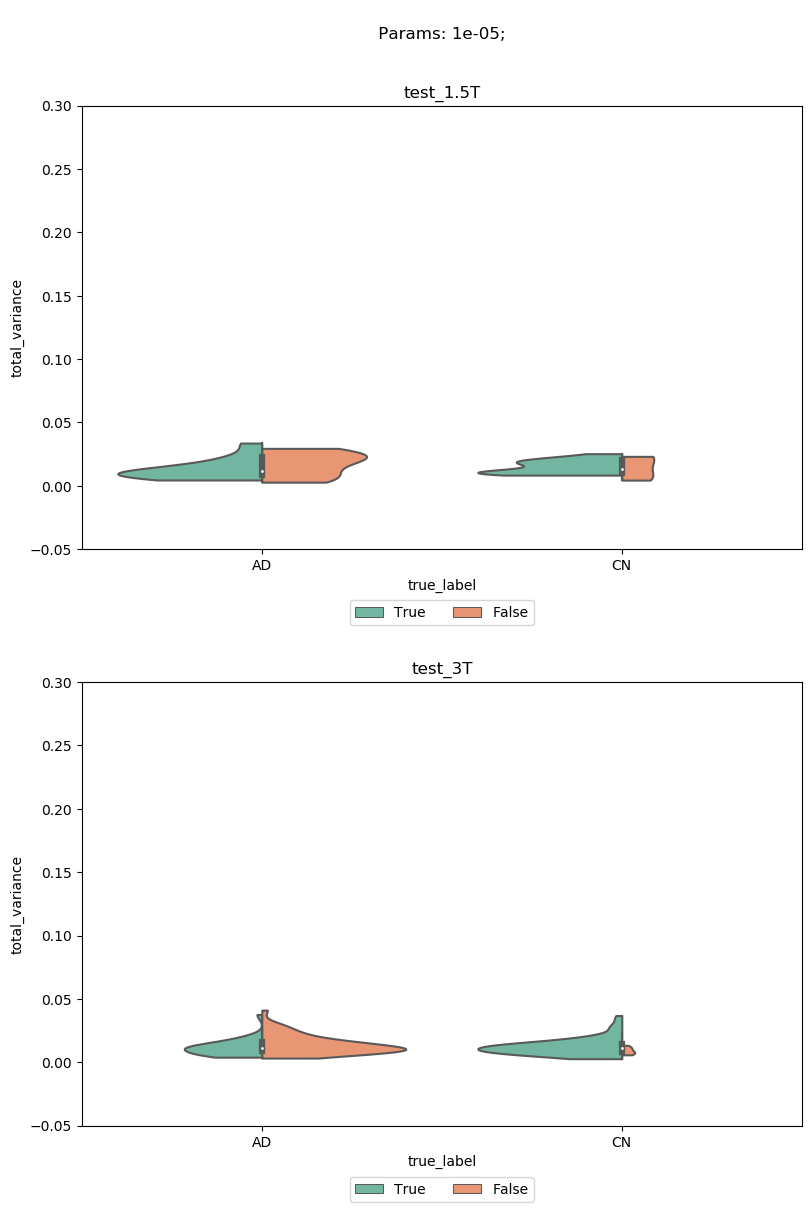 Params: 1e-05;
test_1.5T
0.30
0.25
0.20
0.15
0.10
0.05
0.00
−0.05
total_variance
AD CN
true_label
True False
test_3T
0.30
0.25
0.20
0.15
0.10
0.05
0.00
−0.05
total_variance
AD CN
true_label
True False